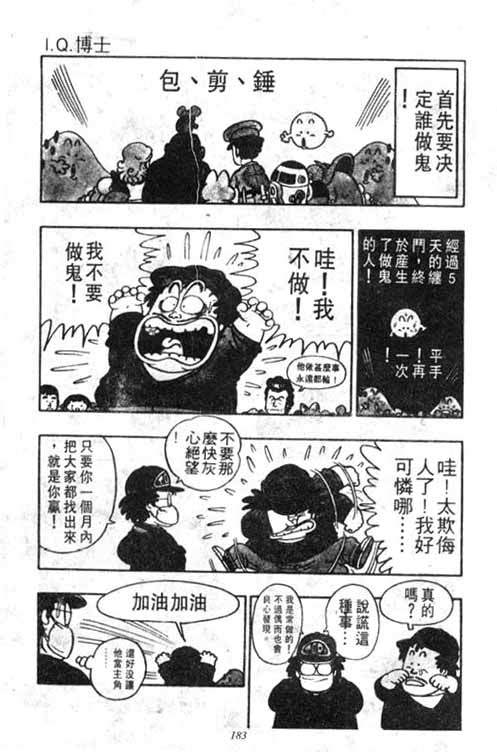 I.Q.博士
首先要決
定誰做鬼
！
包、剪、錘
經過5
天的纏
鬥，終
於產生
了做鬼
的人！
平手
！再
一次
！
哇！我
不做！
我不要
做鬼！
他做甚麼事
永遠都輸！
哇！太欺侮
人了！我好
可憐哪……
不要那
麼快灰
心絕望
！
只要你一個月內
把大家都找出來
，就是你贏！
真的
嗎？
說謊這
種事…
我是常做的！
不過偶而也會
良心發現。
加油加油
還好沒讓
他當主角
183